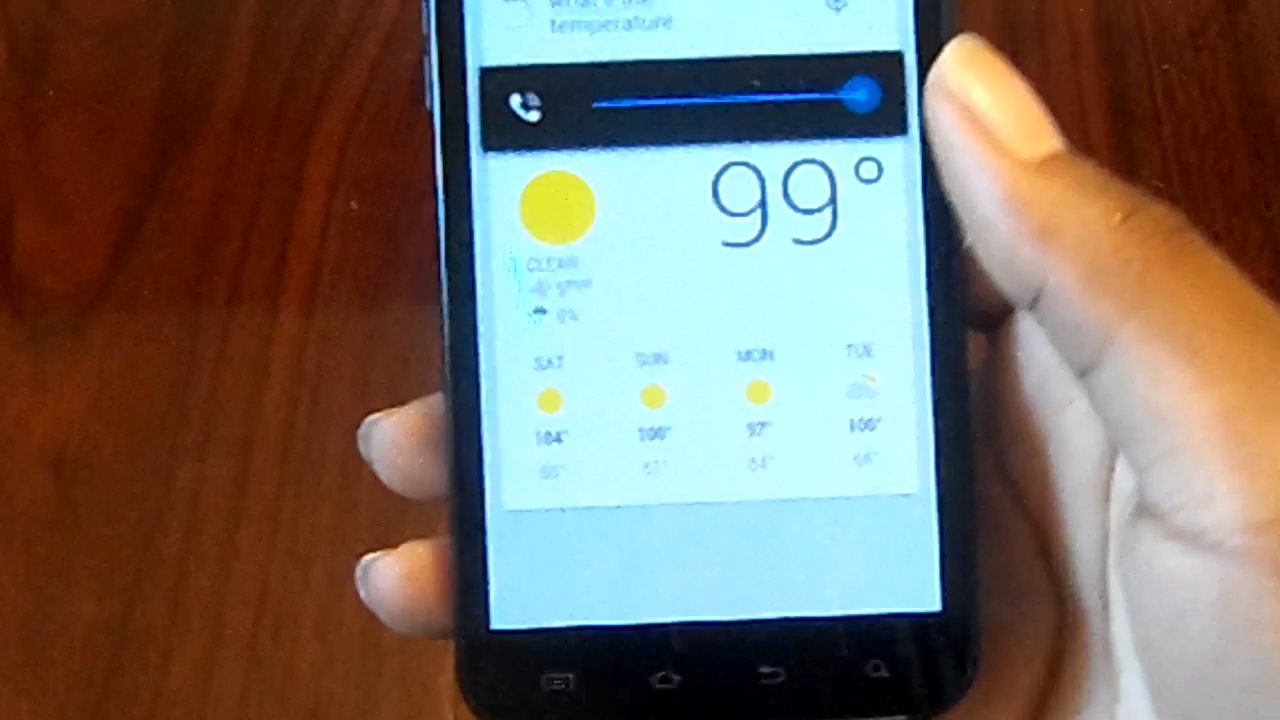 what's the
temperature
99°
CLEAR
0%
SAT SUN MON TUE
104° 100° 97° 100°